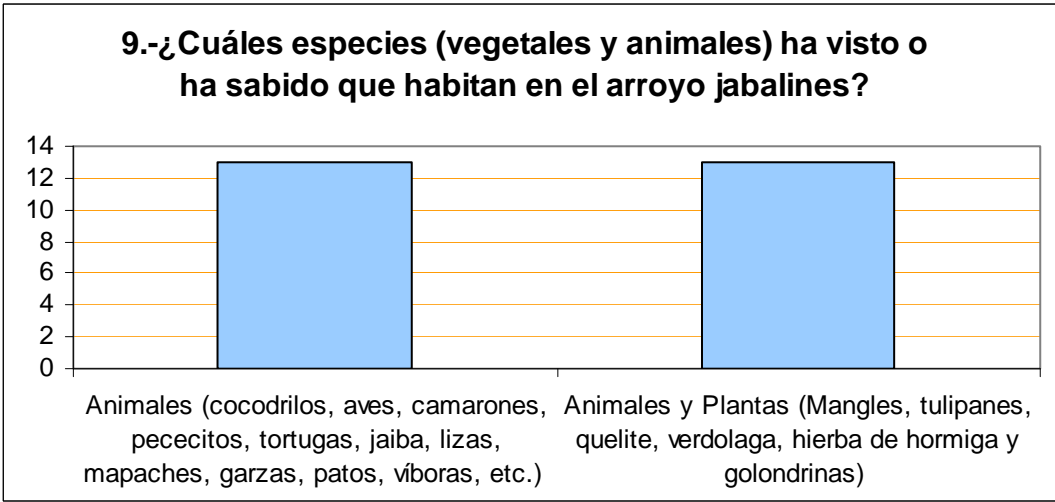 9.-¿Cuáles especies (vegetales y animales) ha visto o
ha sabido que habitan en el arroyo jabalines?
14
12
10
8
6
4
2
0
Animales (cocodrilos, aves, camarones,
pececitos, tortugas, jaiba, lizas,
mapaches, garzas, patos, víboras, etc.)
Animales y Plantas (Mangles, tulipanes,
quelite, verdolaga, hierba de hormiga y
golondrinas)